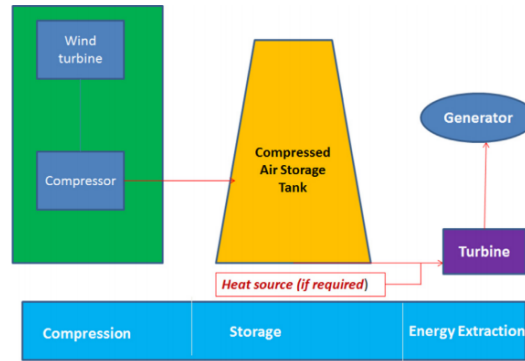 Wind
turbine
Compressor
Compressed
Air Storage
Tank
Generator
Turbine
Heat source (if required)
Compression
Storage
Energy Extraction